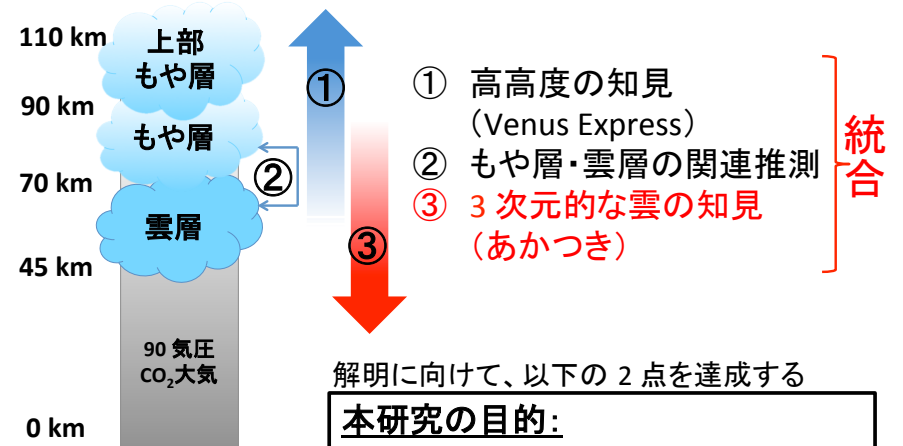 110 km
上部
もや層
90 km
もや層
70 km
雲層
45 km
90 気圧
CO₂大気
0 km
①
②
③
① 高高度の知見
（Venus Express）
② もや層・雲層の関連推測
③ 3 次元的な雲の知見
（あかつき）
統合
解明に向けて、以下の 2 点を達成する
本研究の目的: